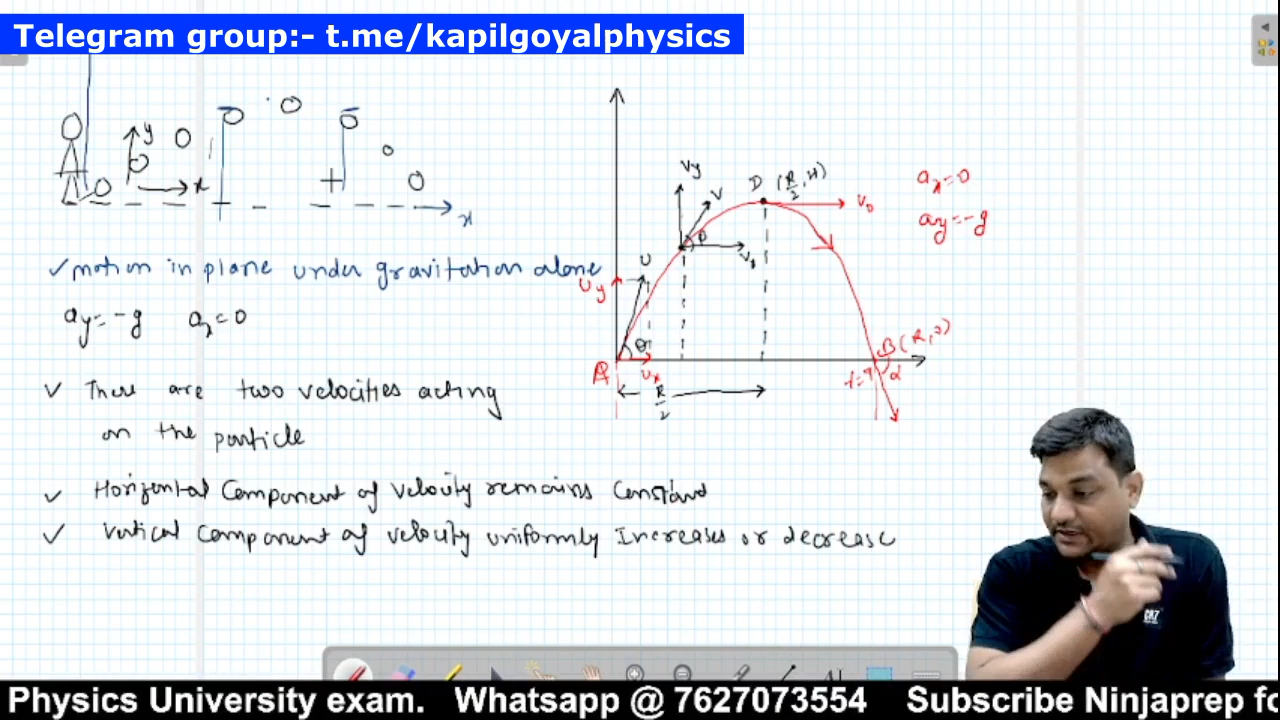 Telegram group:- t.me/kapilgoyalphysics
y
x
x
✓ motion in plane under gravitation alone
ay = -g ax = 0
✓ There are two velocities acting
on the particle
✓ Horizontal Component of velocity remains Constant
✓ Vertical Component of velocity uniformly Increases or decrease
Vy
V
D (R/2, H)
ax = 0
ay = -g
U
Uy
θ
A
Ux
R/2
B (R, 0)
t = T
α
CR7
Physics University exam. Whatsapp @ 7627073554 Subscribe Ninjaprep fo